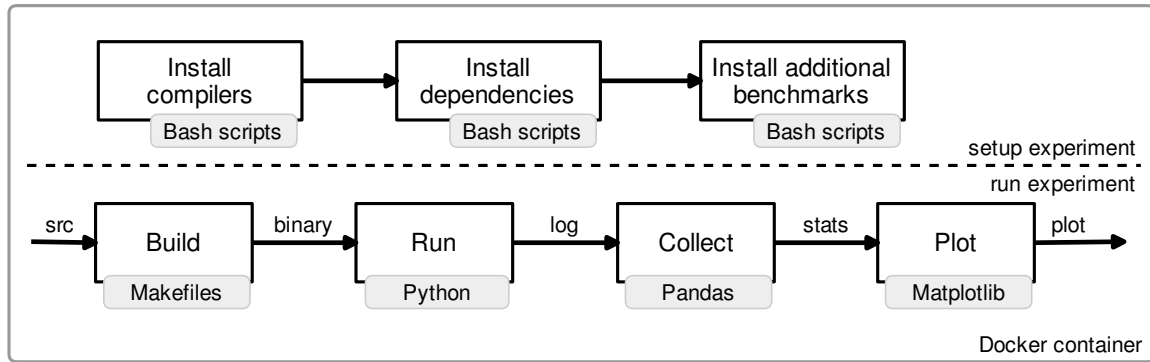 Install
compilers
Bash scripts
Install
dependencies
Bash scripts
Install additional
benchmarks
Bash scripts
setup experiment
run experiment
src
Build
Makefiles
binary
Run
Python
log
Collect
Pandas
stats
Plot
Matplotlib
plot
Docker container